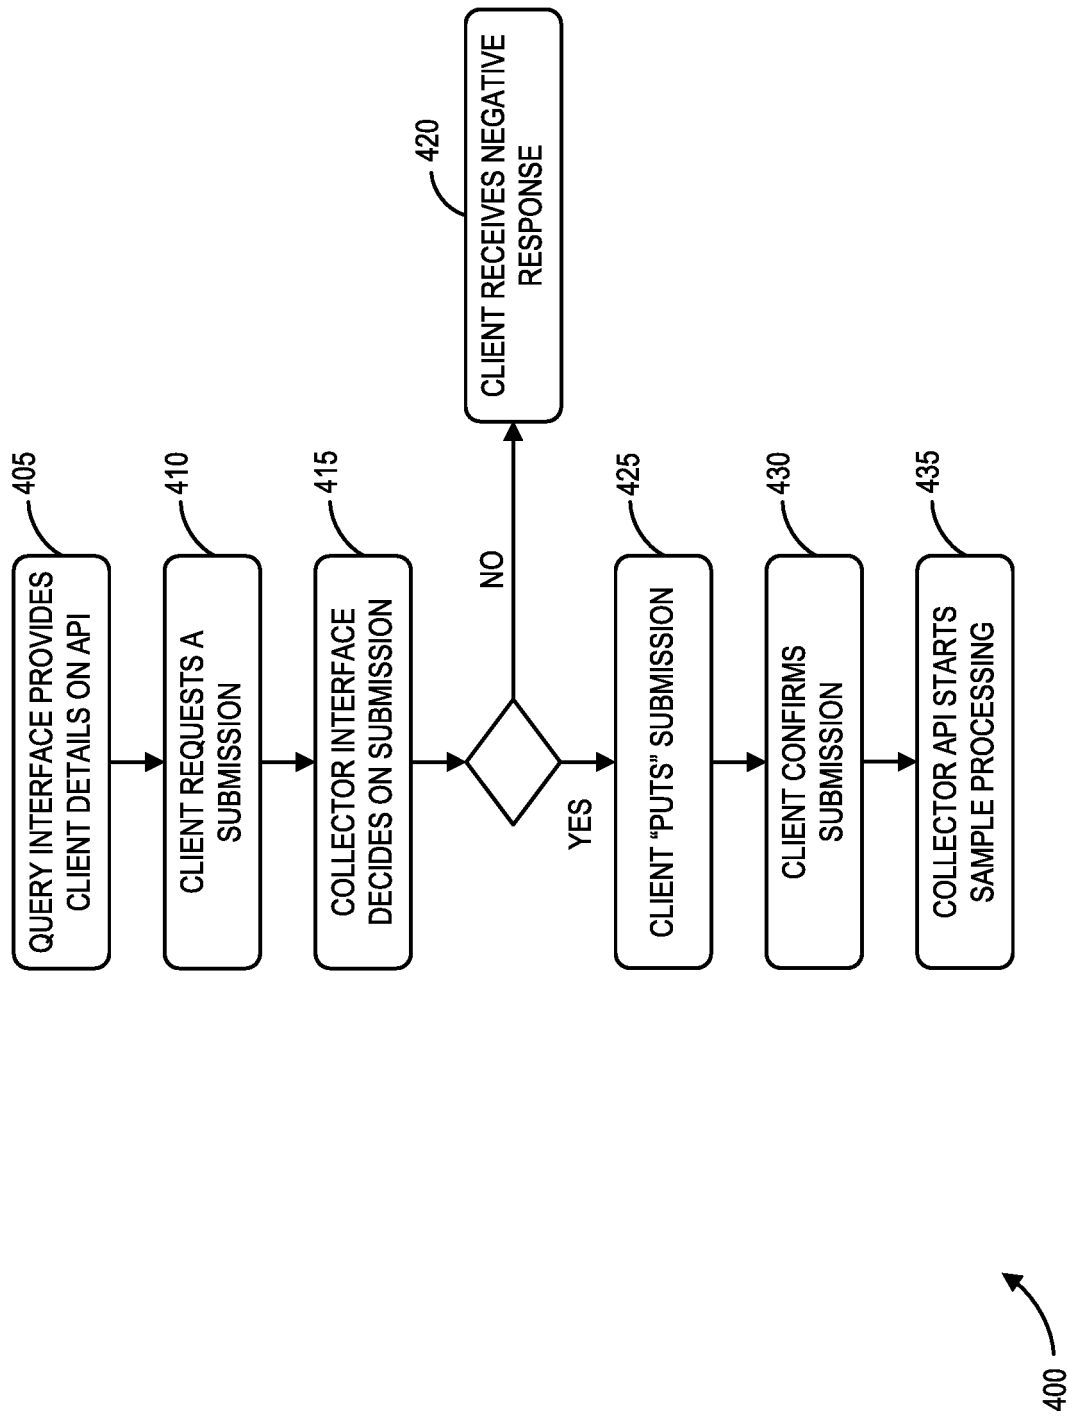 QUERY INTERFACE PROVIDES
CLIENT DETAILS ON API
405
CLIENT REQUESTS A
SUBMISSION
410
COLLECTOR INTERFACE
DECIDES ON SUBMISSION
415
NO
CLIENT RECEIVES NEGATIVE
RESPONSE
420
YES
CLIENT “PUTS” SUBMISSION
425
CLIENT CONFIRMS
SUBMISSION
430
COLLECTOR API STARTS
SAMPLE PROCESSING
435
400